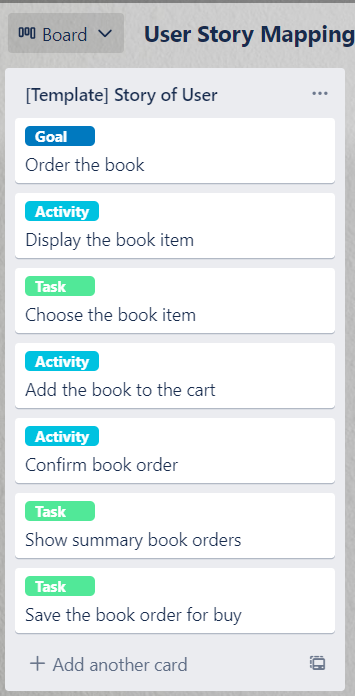 Board
User Story Mapping
[Template] Story of User
Goal
Order the book
Activity
Display the book item
Task
Choose the book item
Activity
Add the book to the cart
Activity
Confirm book order
Task
Show summary book orders
Task
Save the book order for buy
+ Add another card